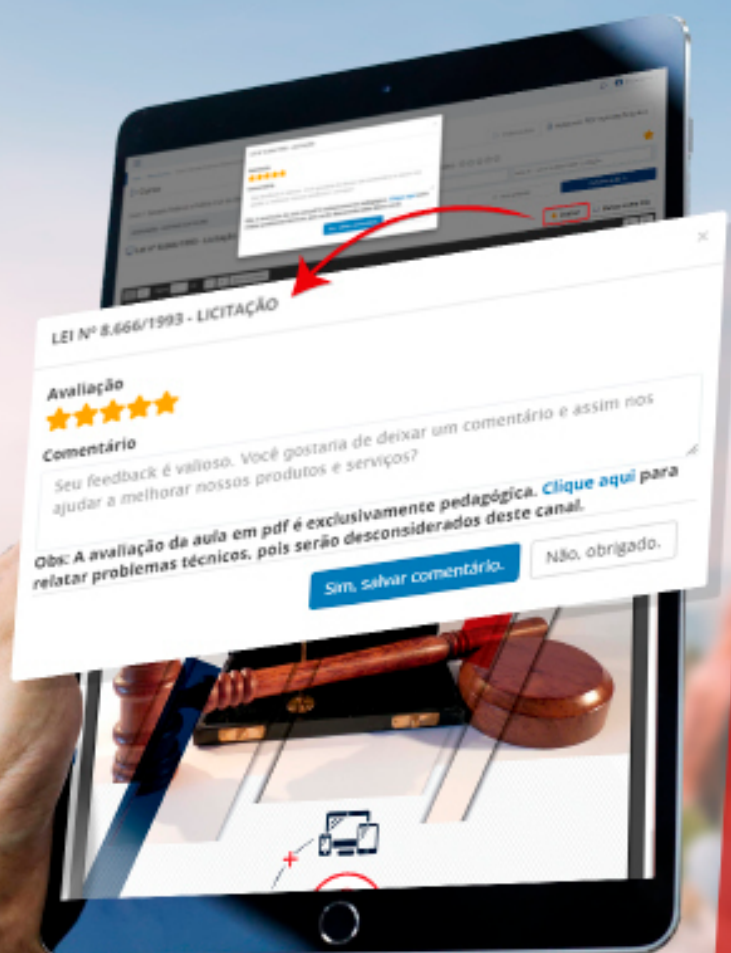 LEI Nº 8.666/1993 - LICITAÇÃO
Avaliação
Comentário
Seu feedback é valioso. Você gostaria de deixar um comentário e assim nos
ajudar a melhorar nossos produtos e serviços?
Obs: A avaliação da aula em pdf é exclusivamente pedagógica. Clique aqui para
relatar problemas técnicos, pois serão desconsiderados deste canal.
Sim, salvar comentário.
Não, obrigado.